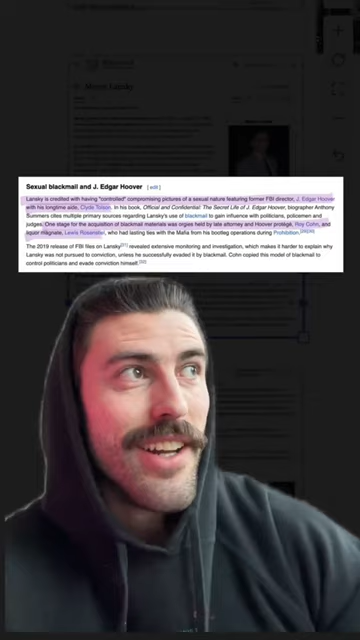 Meyer Lansky
Sexual blackmail and J. Edgar Hoover [ edit ]
Lansky is credited with having "controlled" compromising pictures of a sexual nature featuring former FBI director, J. Edgar Hoover
with his longtime aide, Clyde Tolson. In his book, Official and Confidential: The Secret Life of J. Edgar Hoover, biographer Anthony
Summers cites multiple primary sources regarding Lansky's use of blackmail to gain influence with politicians, policemen and
judges. One stage for the acquisition of blackmail materials was orgies held by late attorney and Hoover protégé, Roy Cohn, and
liquor magnate, Lewis Rosenstiel, who had lasting ties with the Mafia from his bootleg operations during Prohibition.
The 2019 release of FBI files on Lansky revealed extensive monitoring and investigation, which makes it harder to explain why
Lansky was not pursued to conviction, unless he successfully evaded it by blackmail. Cohn copied this model of blackmail to
control politicians and evade conviction himself.